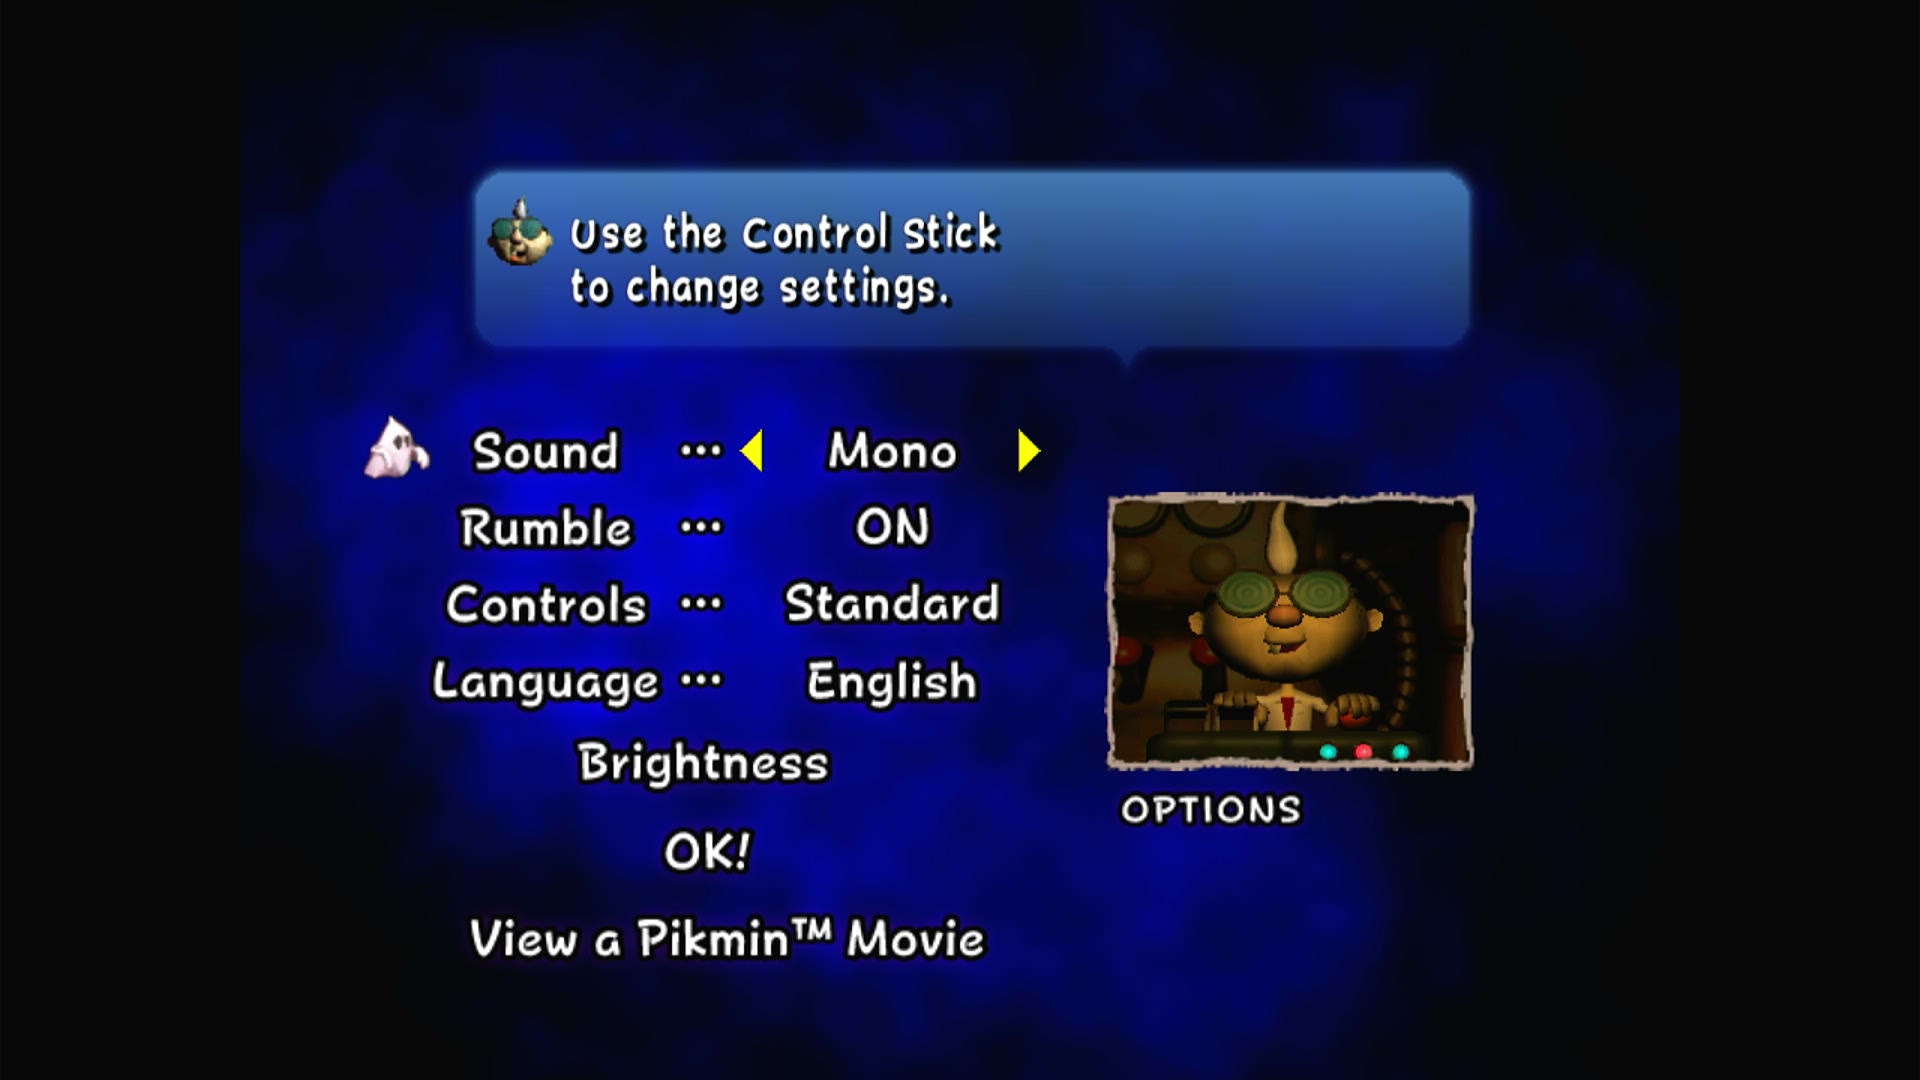 Use the Control Stick
to change settings.
Sound ... Mono
Rumble ... ON
Controls ... Standard
Language ... English
Brightness
OK!
View a Pikmin™ Movie
OPTIONS